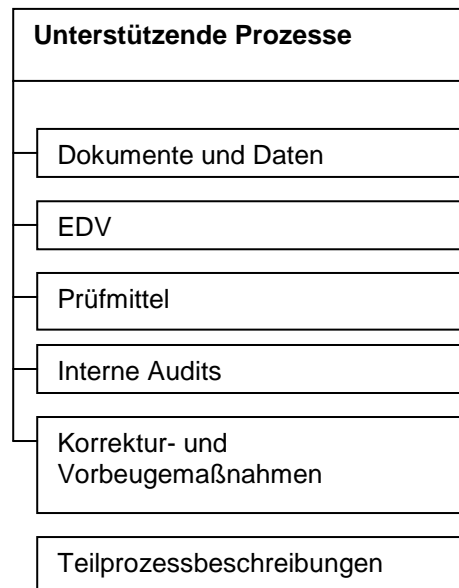 Unterstützende Prozesse
Dokumente und Daten
EDV
Prüfmittel
Interne Audits
Korrektur- und
Vorbeugemaßnahmen
Teilprozessbeschreibungen